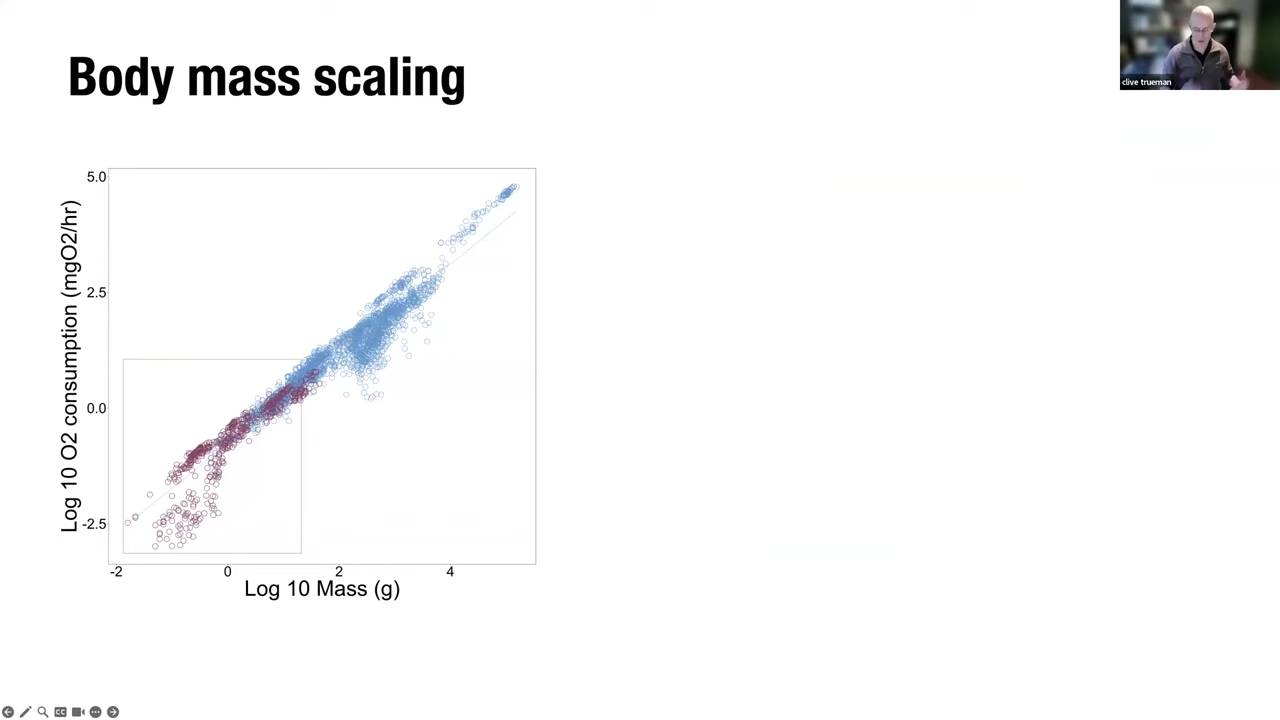 Body mass scaling
clive trueman
5.0
2.5
0.0
-2.5
Log 10 O2 consumption (mgO2/hr)
-2 0 2 4
Log 10 Mass (g)
CC